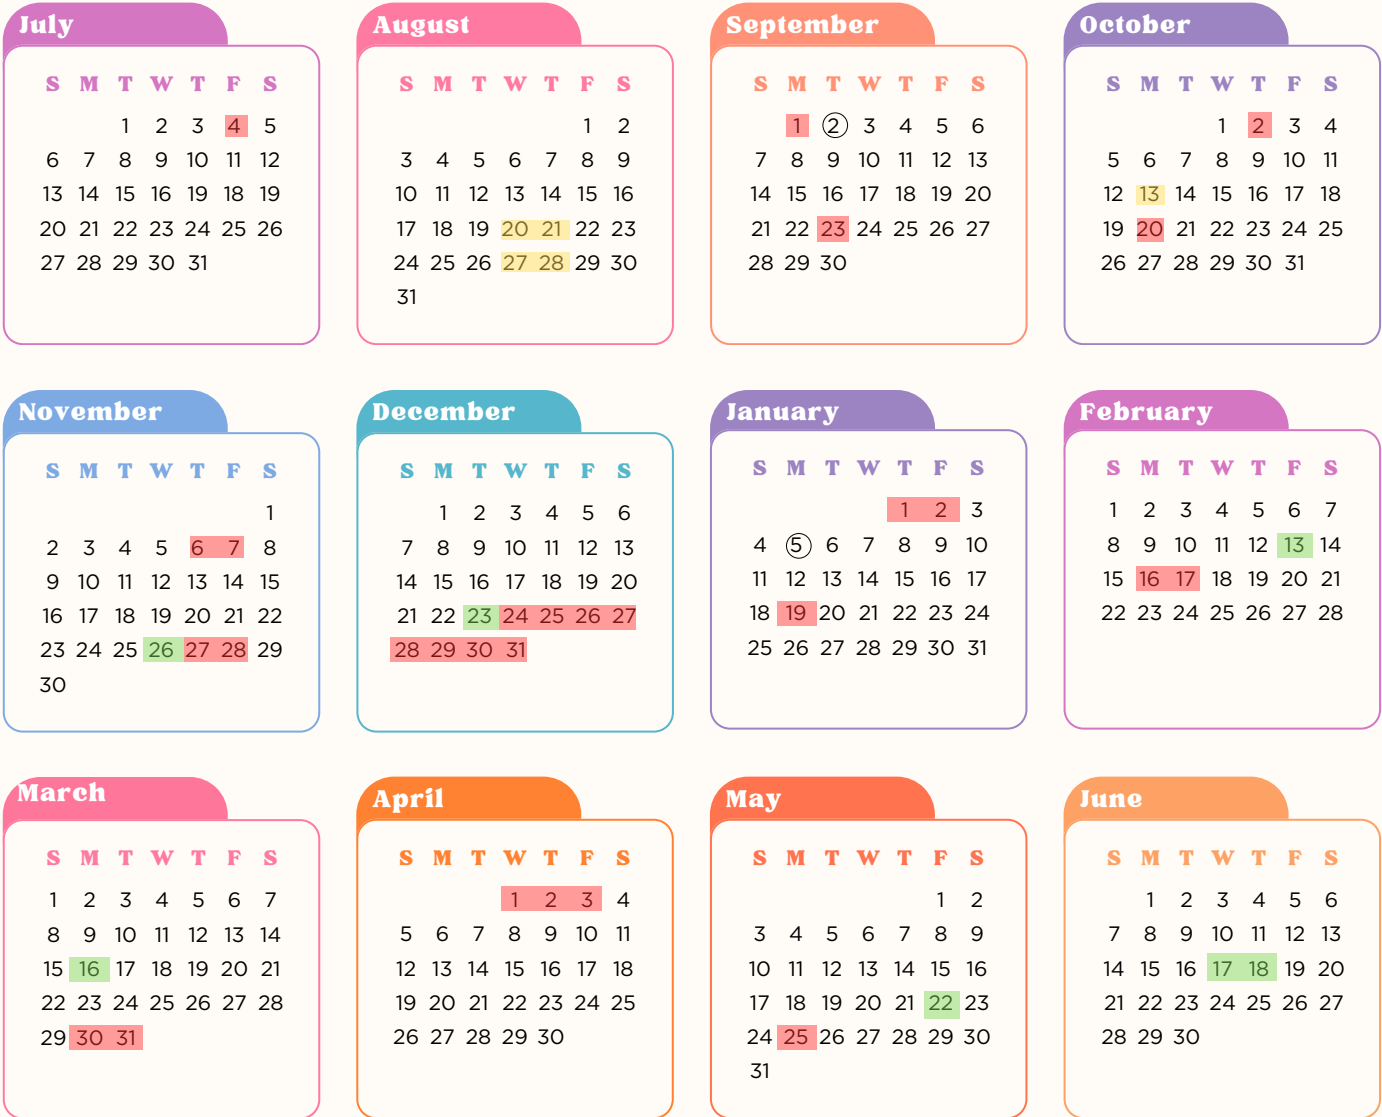 July
S M T W T F S
1 2 3 4 5
6 7 8 9 10 11 12
13 14 15 16 19 18 19
20 21 22 23 24 25 26
27 28 29 30 31
August
S M T W T F S
1 2
3 4 5 6 7 8 9
10 11 12 13 14 15 16
17 18 19 20 21 22 23
24 25 26 27 28 29 30
31
September
S M T W T F S
1 2 3 4 5 6
7 8 9 10 11 12 13
14 15 16 17 18 19 20
21 22 23 24 25 26 27
28 29 30
October
S M T W T F S
1 2 3 4
5 6 7 8 9 10 11
12 13 14 15 16 17 18
19 20 21 22 23 24 25
26 27 28 29 30 31
November
S M T W T F S
1
2 3 4 5 6 7 8
9 10 11 12 13 14 15
16 17 18 19 20 21 22
23 24 25 26 27 28 29
30
December
S M T W T F S
1 2 3 4 5 6
7 8 9 10 11 12 13
14 15 16 17 18 19 20
21 22 23 24 25 26 27
28 29 30 31
January
S M T W T F S
1 2 3
4 5 6 7 8 9 10
11 12 13 14 15 16 17
18 19 20 21 22 23 24
25 26 27 28 29 30 31
February
S M T W T F S
1 2 3 4 5 6 7
8 9 10 11 12 13 14
15 16 17 18 19 20 21
22 23 24 25 26 27 28
March
S M T W T F S
1 2 3 4 5 6 7
8 9 10 11 12 13 14
15 16 17 18 19 20 21
22 23 24 25 26 27 28
29 30 31
April
S M T W T F S
1 2 3 4
5 6 7 8 9 10 11
12 13 14 15 16 17 18
19 20 21 22 23 24 25
26 27 28 29 30
May
S M T W T F S
1 2
3 4 5 6 7 8 9
10 11 12 13 14 15 16
17 18 19 20 21 22 23
24 25 26 27 28 29 30
31
June
S M T W T F S
1 2 3 4 5 6
7 8 9 10 11 12 13
14 15 16 17 18 19 20
21 22 23 24 25 26 27
28 29 30